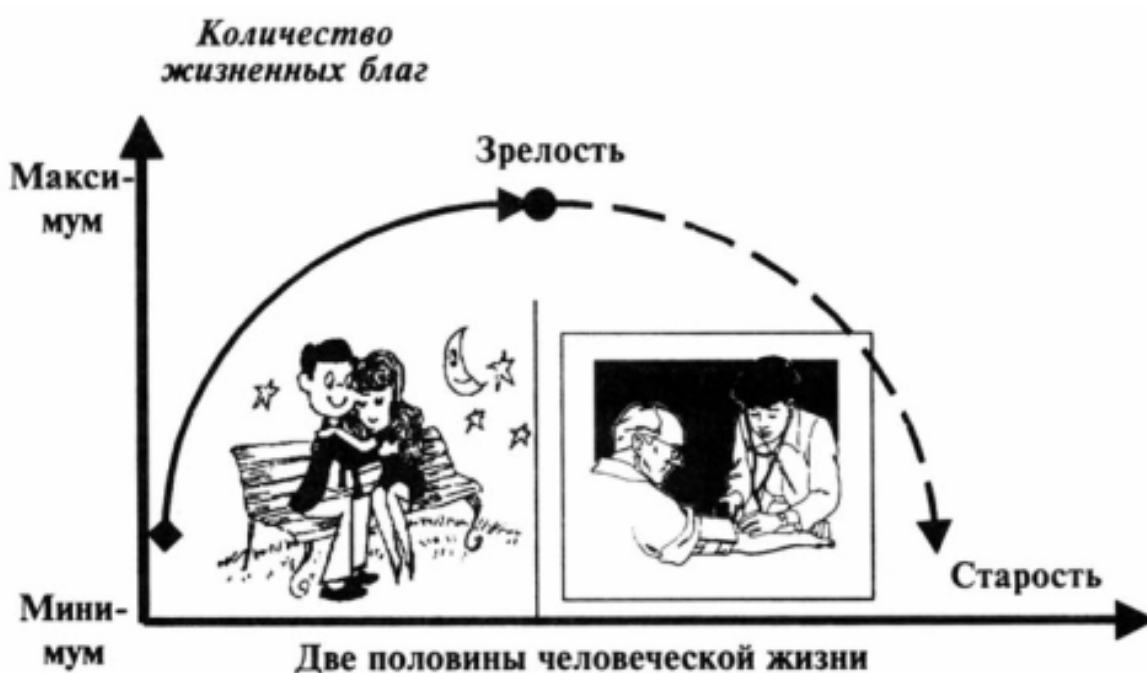 Количество
жизненных благ
Зрелость
Макси-
мум
Старость
Мини-
мум
Две половины человеческой жизни